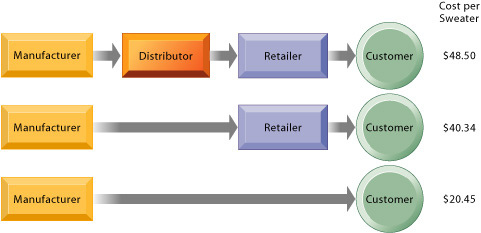 Cost per
Sweater
Manufacturer Distributor Retailer Customer $48.50
Manufacturer Retailer Customer $40.34
Manufacturer Customer $20.45